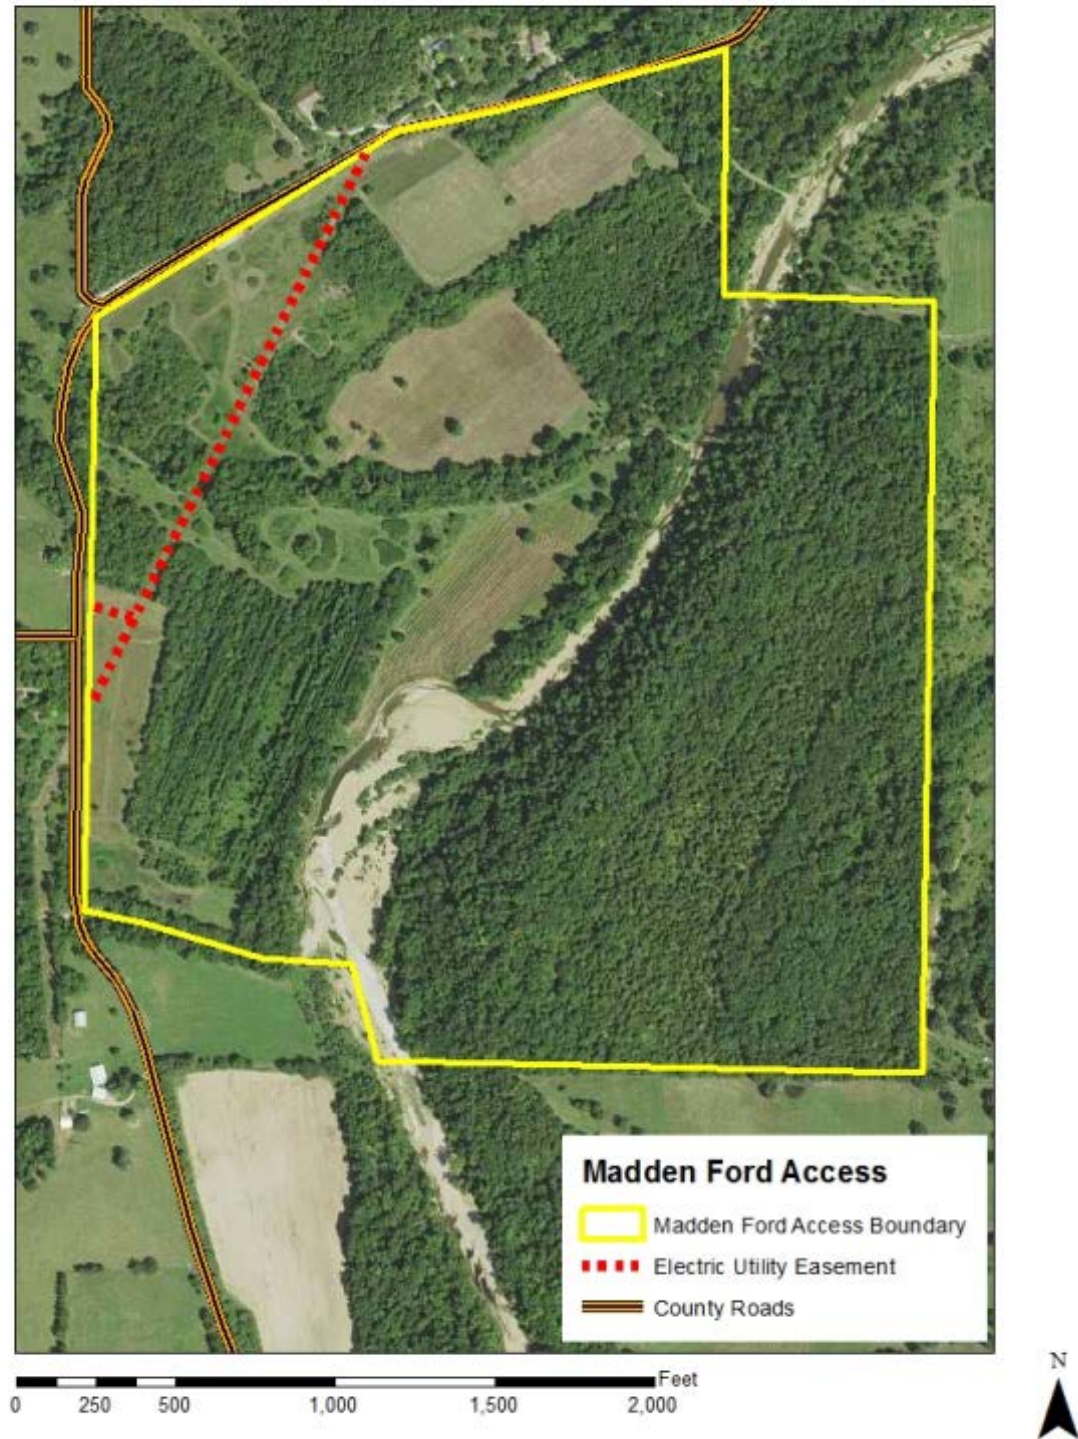 Madden Ford Access
Madden Ford Access Boundary
Electric Utility Easement
County Roads
Feet
0 250 500 1,000 1,500 2,000
N